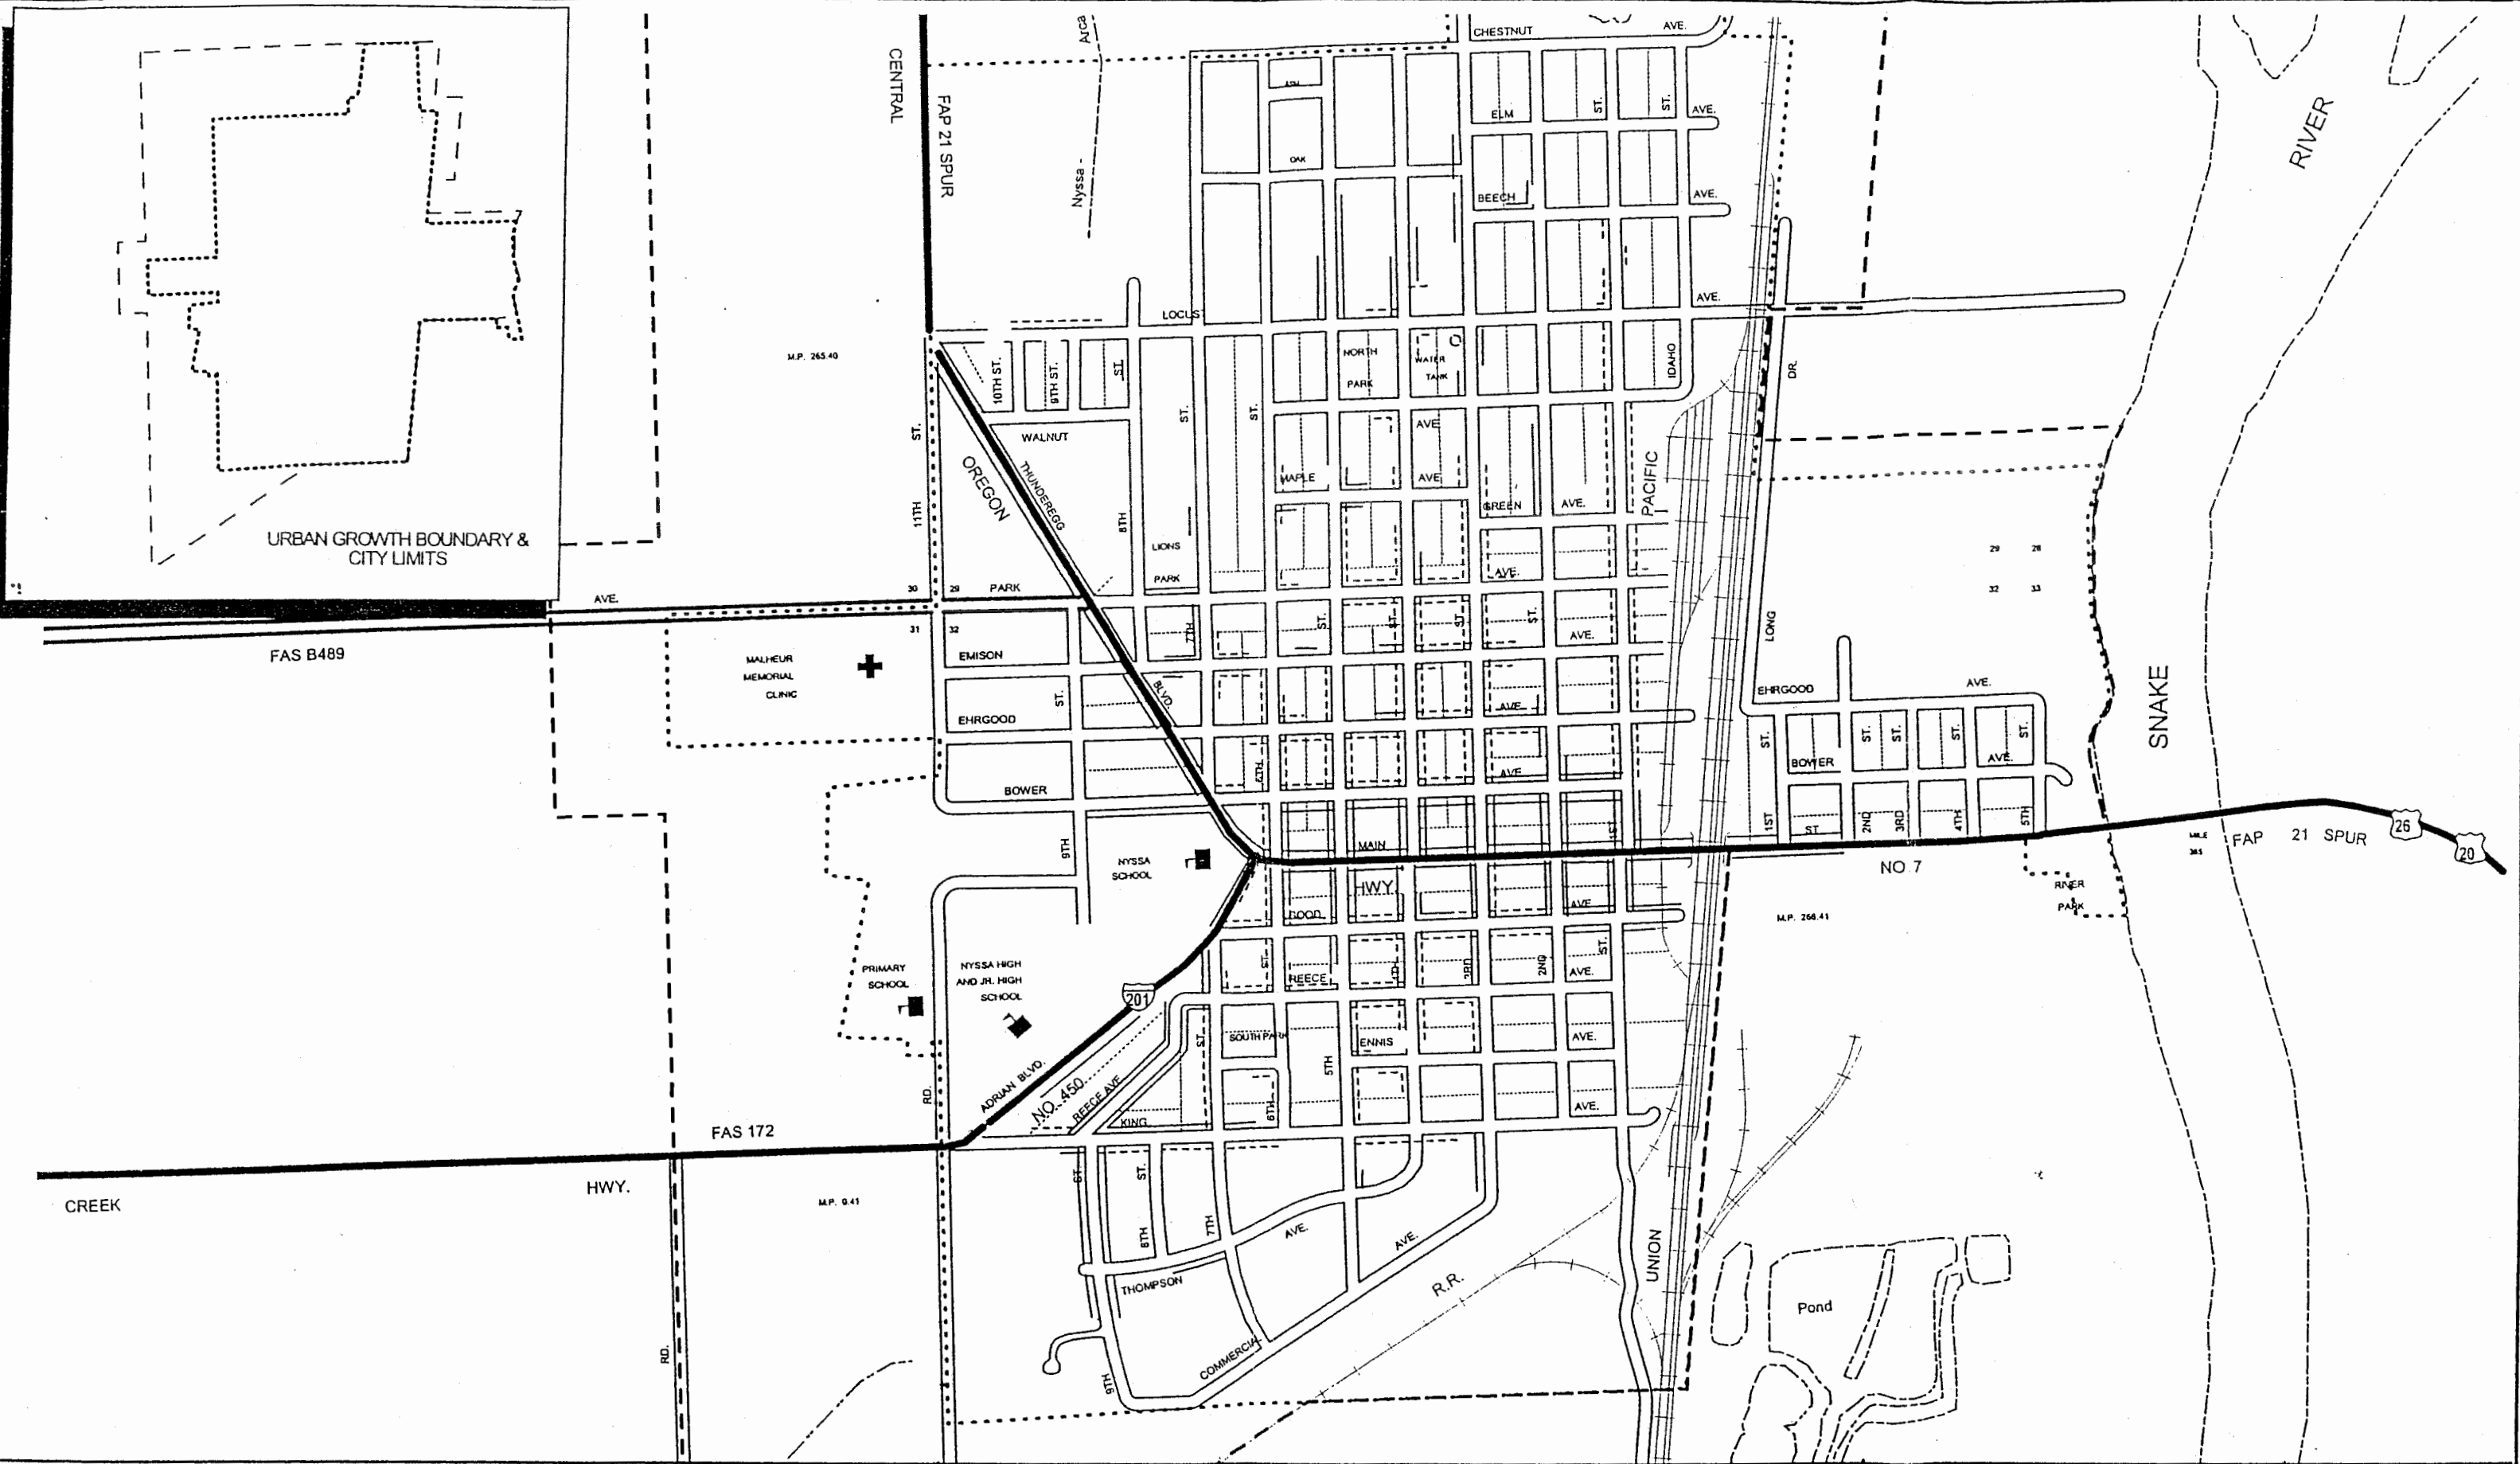 URBAN GROWTH BOUNDARY &
CITY LIMITS
CENTRAL
FAP 21 SPUR
Nyssa -
Arca
CHESTNUT AVE.
ELM AVE.
ST.
ST.
OAK
BEECH AVE.
RIVER
LOCUS
AVE.
M.P. 265.40
10TH ST.
9TH ST.
ST.
ST.
ST.
NORTH
PARK
WATER
TANK
IDAHO
DR.
WALNUT
AVE
ST.
11TH
OREGON
THUNDEREGG
8TH
LIONS
PARK
MAPLE AVE.
GREEN AVE.
PACIFIC
AVE.
29 28
32 33
AVE.
30 29
PARK
31 32
FAS B489
MALHEUR
MEMORIAL
CLINIC
EMISON
7TH
ST.
ST.
ST.
ST.
AVE.
LONG
EHRGOOD
ST.
BLVD.
AVE.
EHRGOOD AVE.
SNAKE
ST.
ST.
ST.
ST.
ST.
BOWER
7TH
AVE.
BOWER AVE.
1ST
ST.
2ND
3RD
4TH
5TH
9TH
NYSSA
SCHOOL
MAIN
1ST
HWY.
NO 7
MILE
FAP 21 SPUR
26
20
RIVER
PARK
M.P. 266.41
GOOD AVE.
PRIMARY
SCHOOL
NYSSA HIGH
AND JR. HIGH
SCHOOL
ST.
REECE
4TH
3RD
2ND
ST.
AVE.
201
SOUTH PARK
ST.
ENNIS AVE.
5TH
RD.
ADRIAN BLVD.
NO. 450
REECE AVE
KING
6TH
AVE.
FAS 172
CREEK
HWY.
M.P. 0.41
ST.
ST.
8TH
7TH
THOMPSON AVE.
AVE.
COMMERCIAL
9TH
R.R.
UNION
Pond
RD.